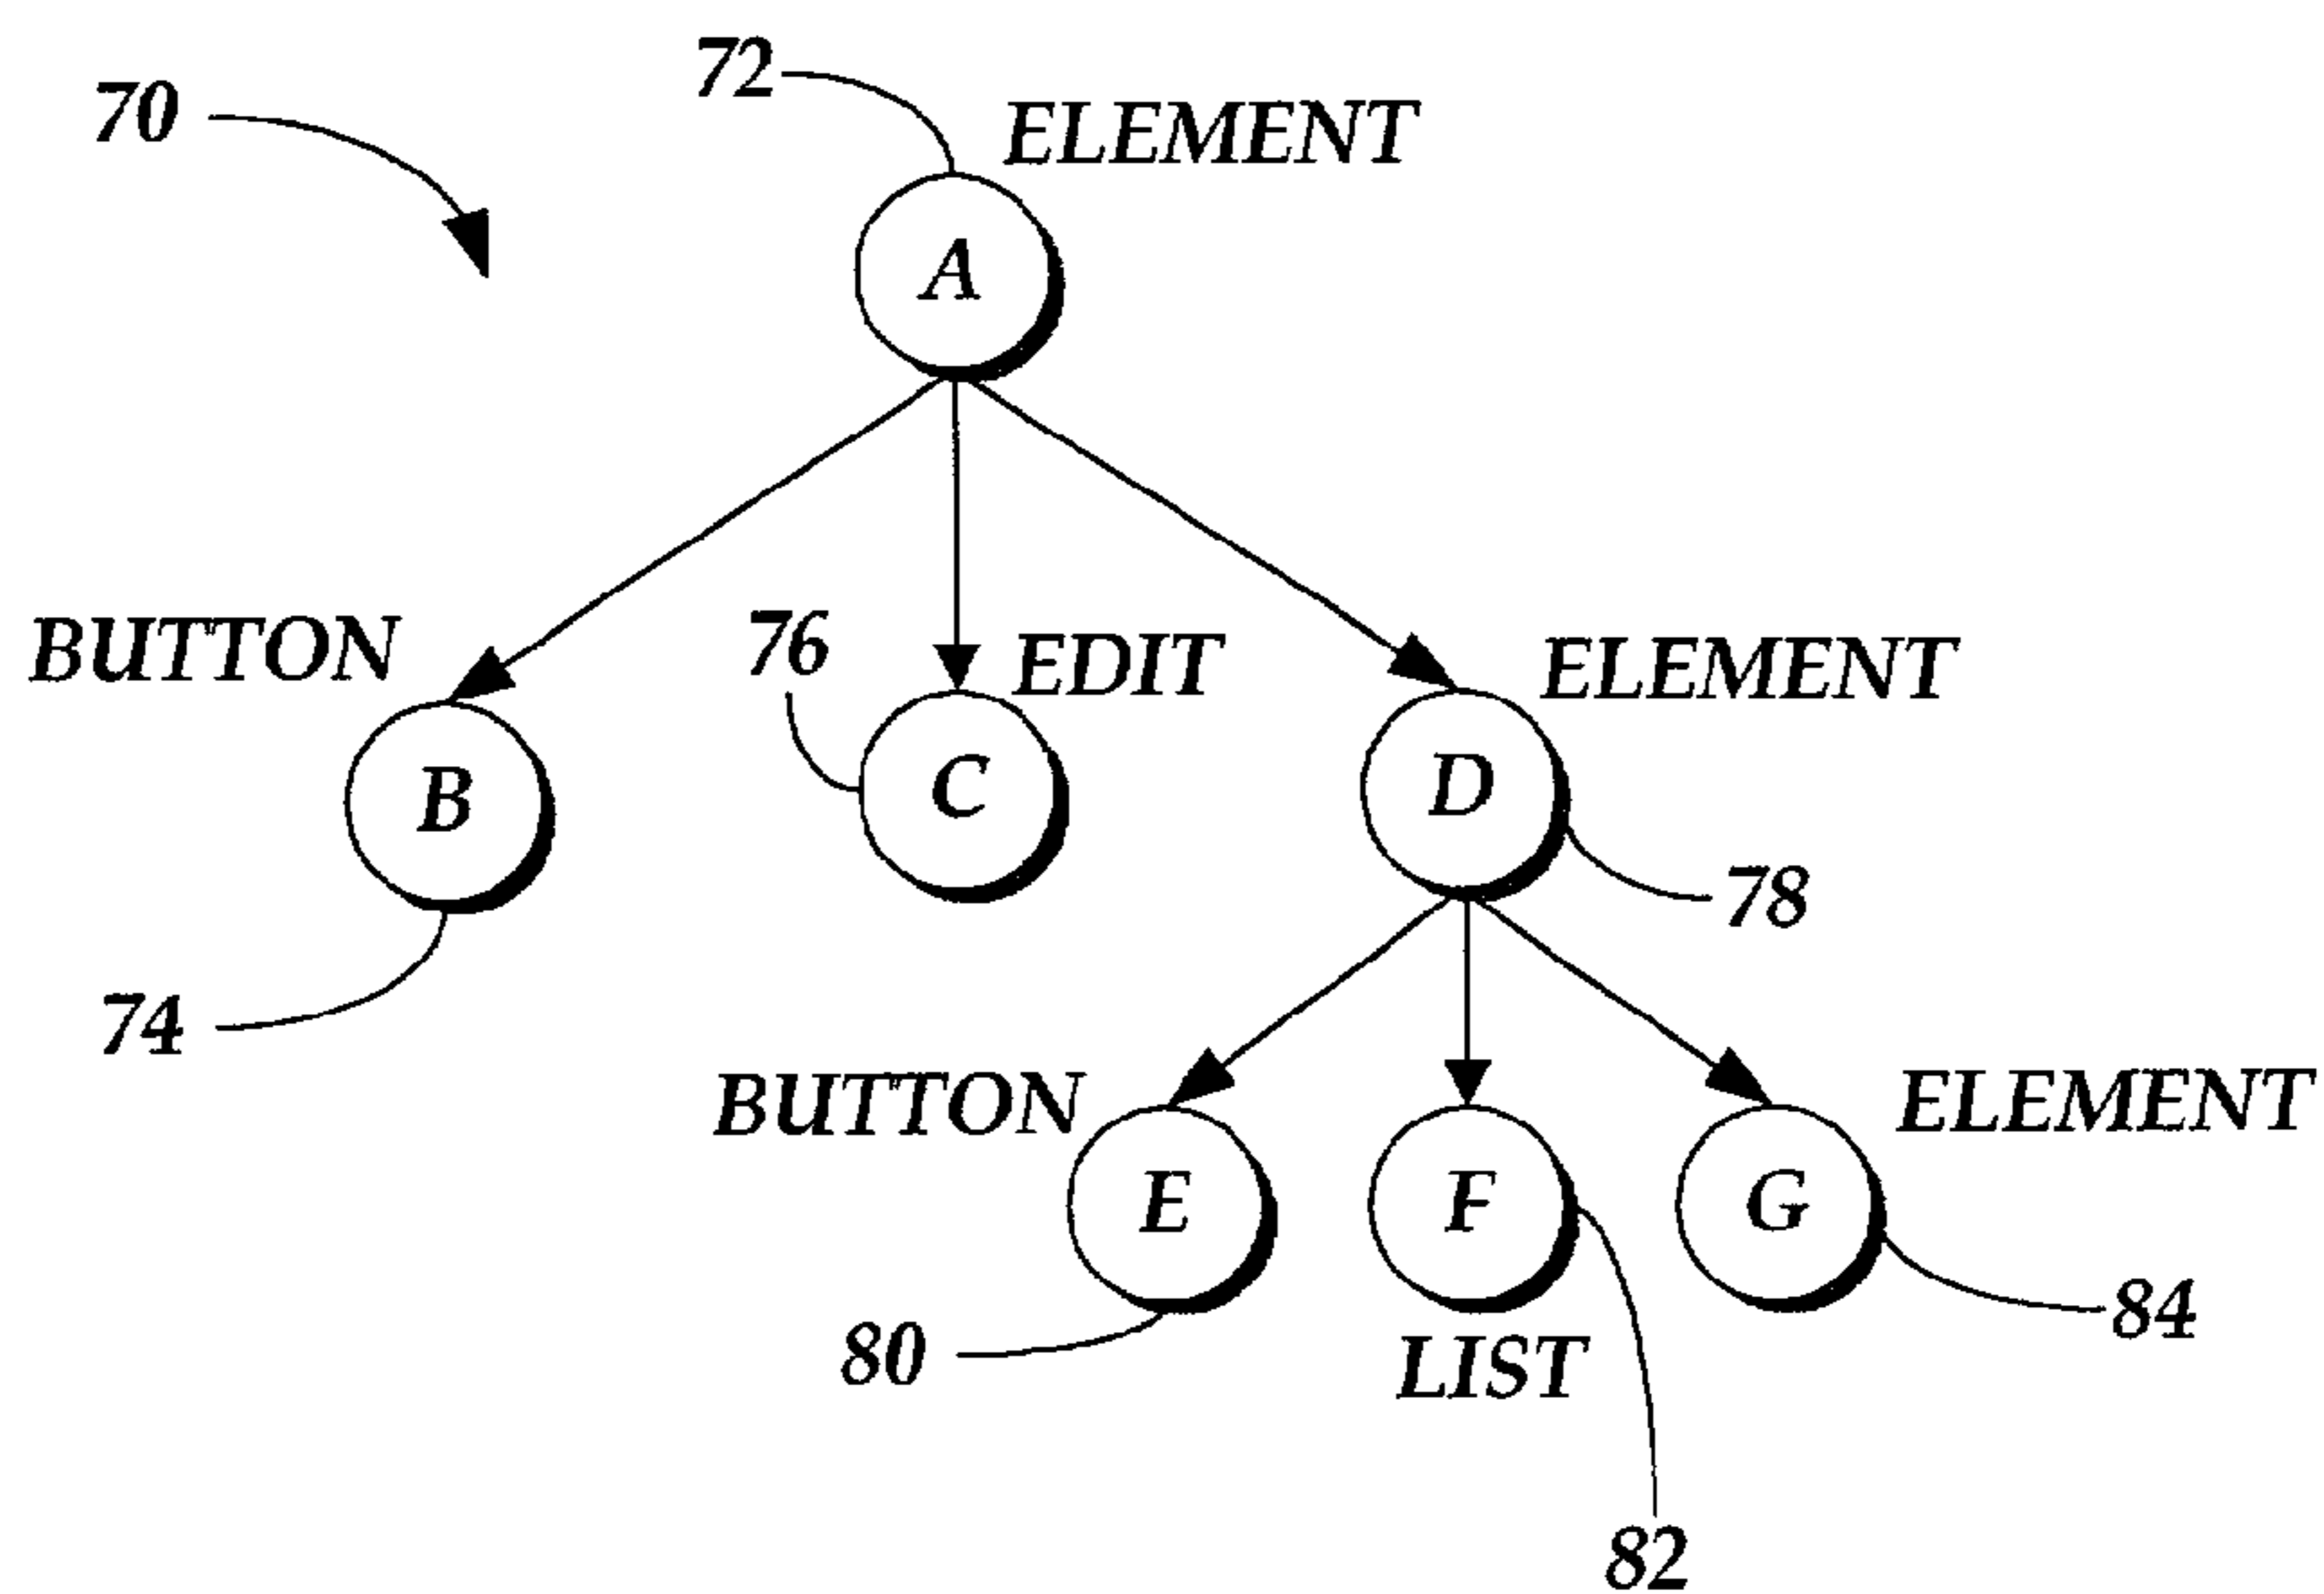 72
70
ELEMENT
A
BUTTON
76
EDIT
ELEMENT
B
C
D
78
74
BUTTON
ELEMENT
E
F
G
80
LIST
84
82